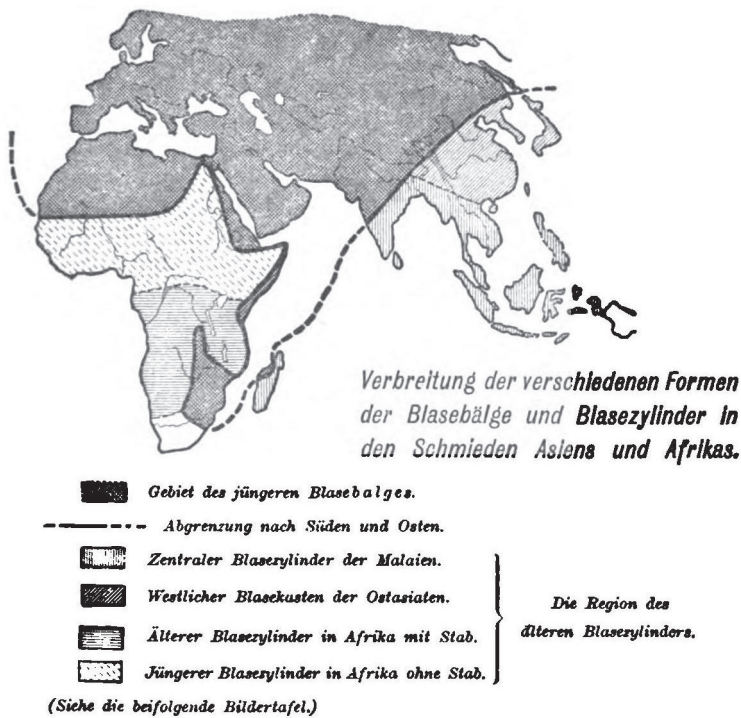 Verbreitung der verschiedenen Formen
der Blasebälge und Blasezylinder in
den Schmieden Asiens und Afrikas.
Gebiet des jüngeren Blasebalges.
Abgrenzung nach Süden und Osten.
Zentraler Blasezylinder der Malaien.
Westlicher Blasekasten der Ostasiaten.
Älterer Blasezylinder in Afrika mit Stab.
Jüngerer Blasezylinder in Afrika ohne Stab.
Die Region des
älteren Blasezylinders.
(Siehe die beifolgende Bildertafel.)